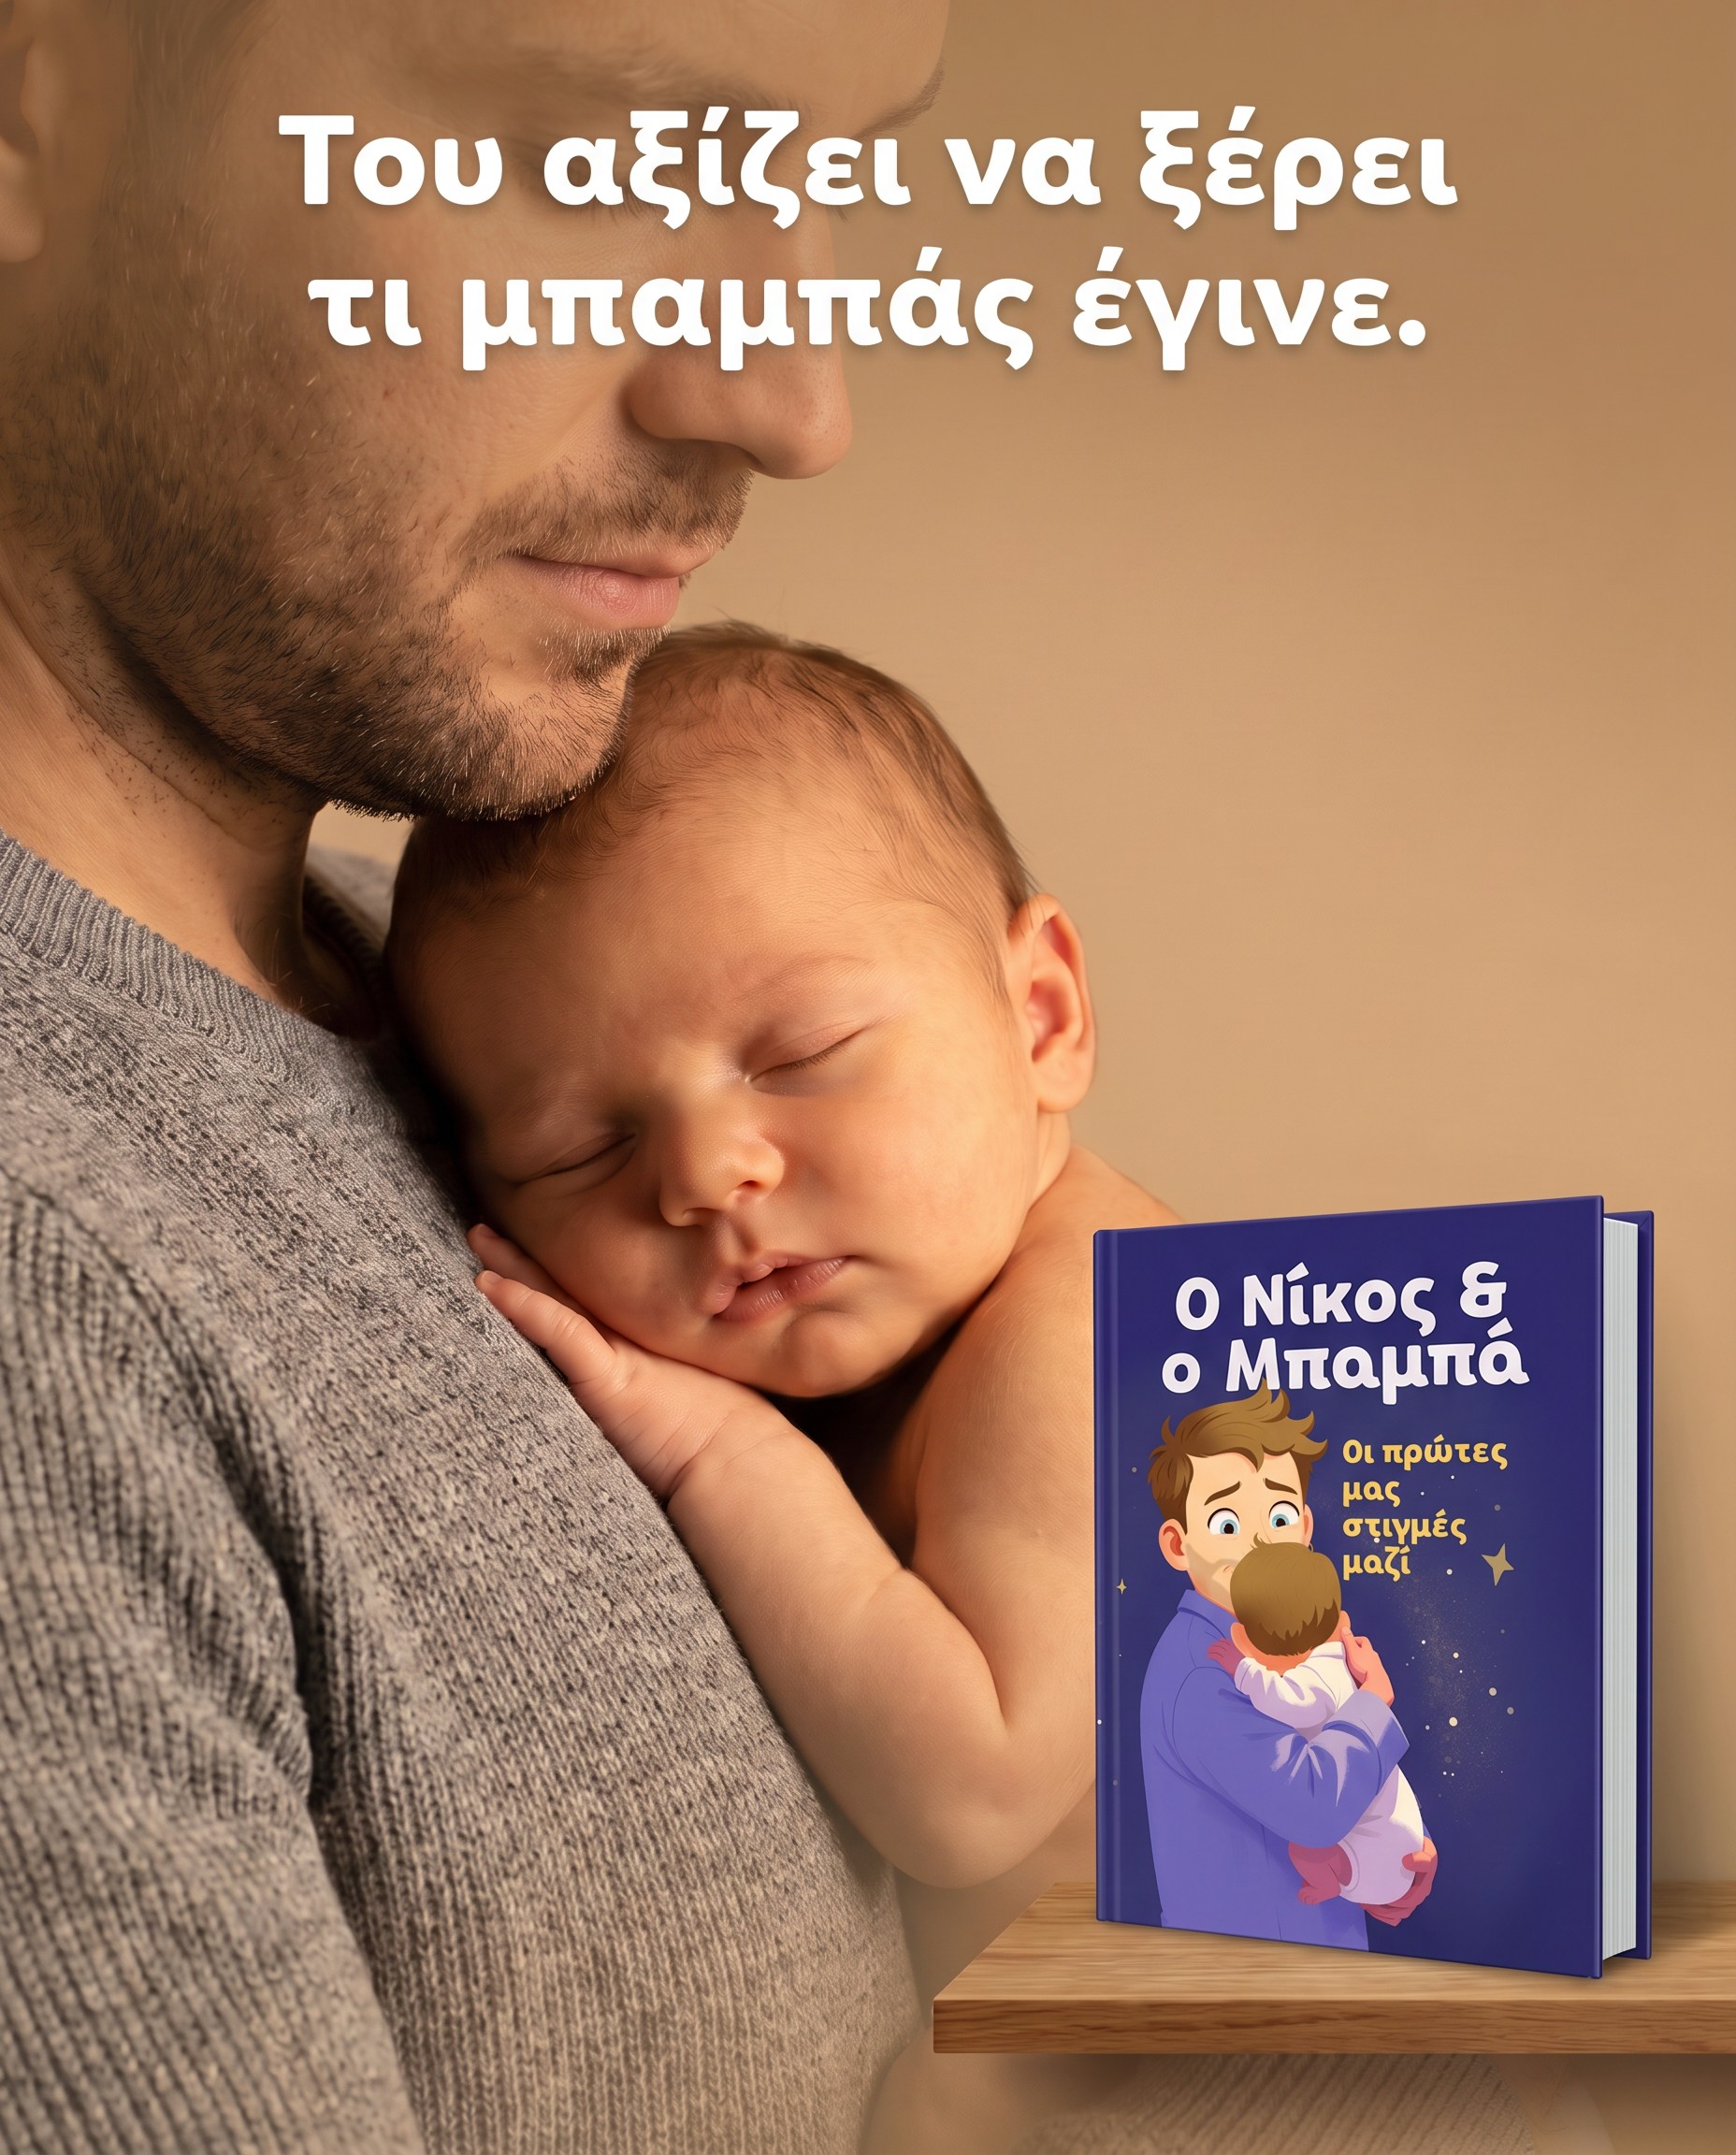 Του αξίζει να ξέρει
τι μπαμπάς έγινε.
Ο Νίκος &
ο Μπαμπά
Οι πρώτες
μας
στιγμές
μαζί